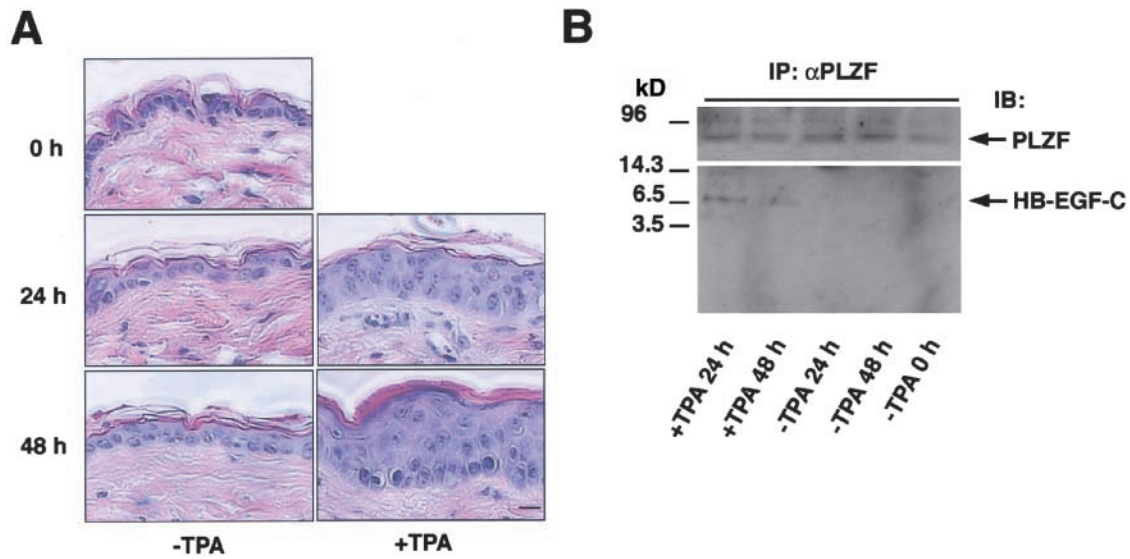 A
0 h
24 h
48 h
-TPA
+TPA
B
IP: αPLZF
kD
IB:
96
PLZF
14.3
6.5
HB-EGF-C
3.5
+TPA 24 h
+TPA 48 h
-TPA 24 h
-TPA 48 h
-TPA 0 h